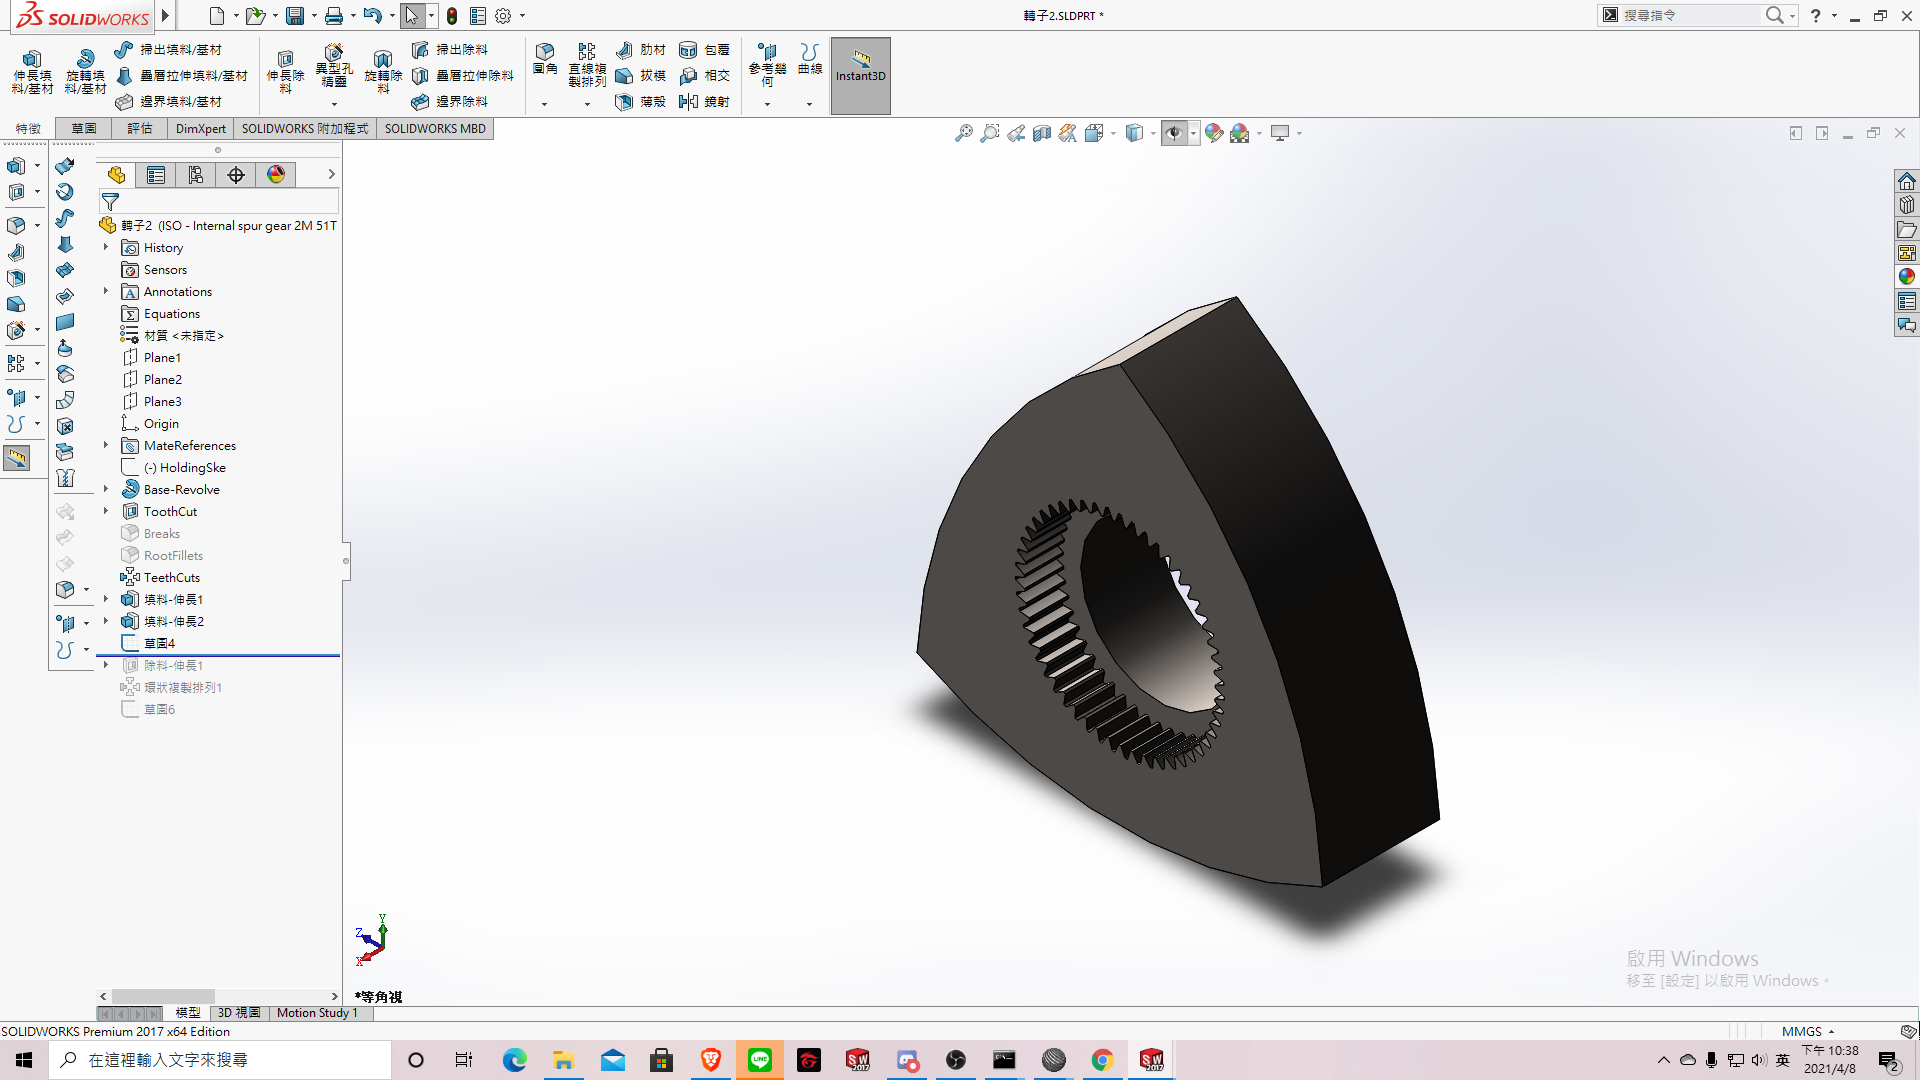 SOLIDWORKS
轉子2.SLDPRT *
搜尋指令
伸長填料/基材
旋轉填料/基材
掃出填料/基材
疊層拉伸填料/基材
邊界填料/基材
伸長除料
異型孔精靈
旋轉除料
掃出除料
疊層拉伸除料
邊界除料
圓角
直線複製排列
肋材
拔模
薄殼
包覆
相交
鏡射
參考幾何
曲線
Instant3D
特徵
草圖
評估
DimXpert
SOLIDWORKS 附加程式
SOLIDWORKS MBD
轉子2 (ISO - Internal spur gear 2M 51T
History
Sensors
Annotations
Equations
材質 <未指定>
Plane1
Plane2
Plane3
Origin
MateReferences
(-) HoldingSke
Base-Revolve
ToothCut
Breaks
RootFillets
TeethCuts
填料-伸長1
填料-伸長2
草圖4
除料-伸長1
環狀複製排列1
草圖6
Y
Z
X
*等角視
啟用 Windows
移至 [設定] 以啟用 Windows。
模型
3D 視圖
Motion Study 1
SOLIDWORKS Premium 2017 x64 Edition
MMGS
在這裡輸入文字來搜尋
LINE
SW
2017
SW
2017
英
下午 10:38
2021/4/8
2